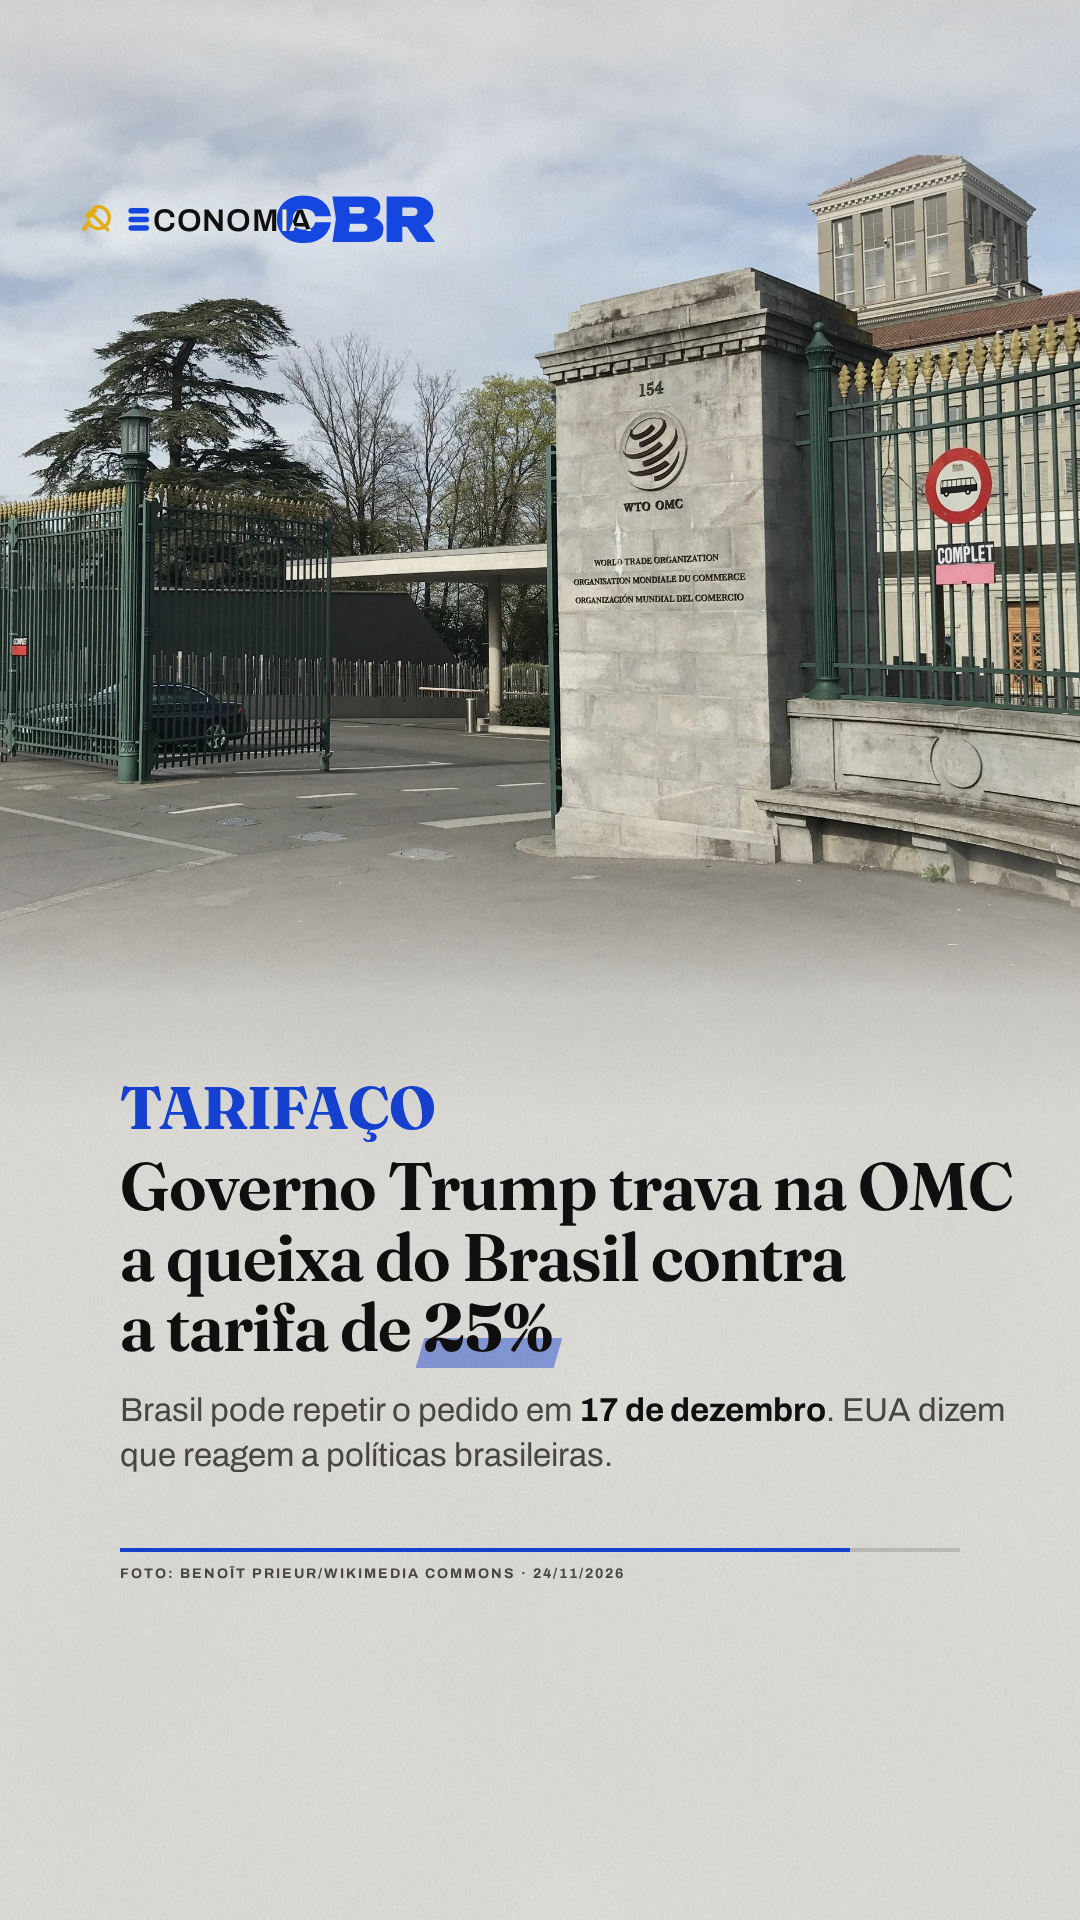 ECONOMIA CBR
154
WTO OMC
WORLD TRADE ORGANIZATION
ORGANISATION MONDIALE DU COMMERCE
ORGANIZACIÓN MUNDIAL DEL COMERCIO
COMPLET
COMPLET
TARIFAÇO
Governo Trump trava na OMC
a queixa do Brasil contra
a tarifa de 25%
Brasil pode repetir o pedido em 17 de dezembro. EUA dizem
que reagem a políticas brasileiras.
FOTO: BENOÎT PRIEUR/WIKIMEDIA COMMONS · 24/11/2026